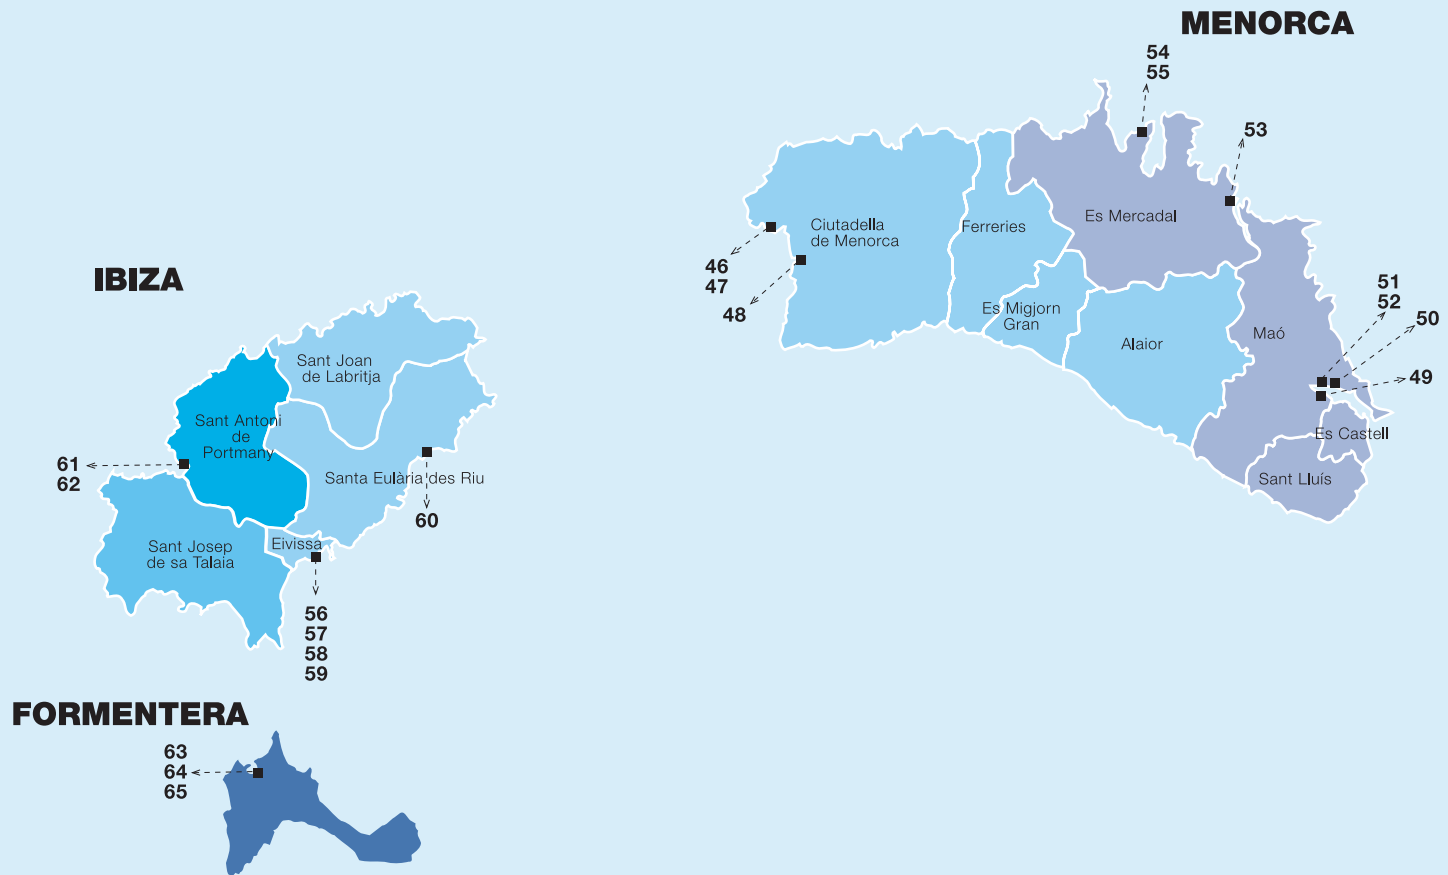 MENORCA
54
55
53
Es Mercadal
Ciutadella
de Menorca
Ferreries
46
47
48
Es Migjorn
Gran
Alaior
Maó
51
52
50
49
Es Castell
Sant Lluís
IBIZA
Sant Joan
de Labritja
Sant Antoni
de
Portmany
61
62
Santa Eulària des Riu
60
Sant Josep
de sa Talaia
Eivissa
56
57
58
59
FORMENTERA
63
64
65